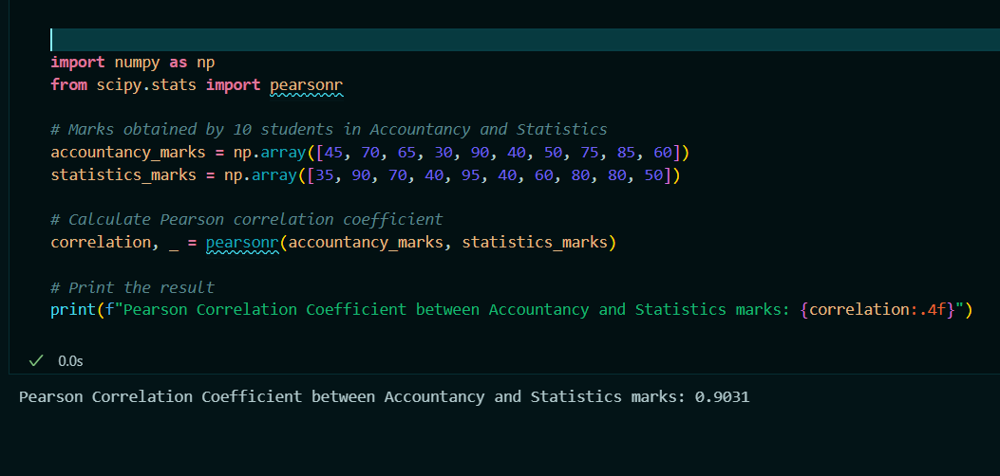 import numpy as np
from scipy.stats import pearsonr
# Marks obtained by 10 students in Accountancy and Statistics
accountancy_marks = np.array([45, 70, 65, 30, 90, 40, 50, 75, 85, 60])
statistics_marks = np.array([35, 90, 70, 40, 95, 40, 60, 80, 80, 50])
# Calculate Pearson correlation coefficient
correlation, _ = pearsonr(accountancy_marks, statistics_marks)
# Print the result
print(f"Pearson Correlation Coefficient between Accountancy and Statistics marks: {correlation:.4f}")
0.0s
Pearson Correlation Coefficient between Accountancy and Statistics marks: 0.9031